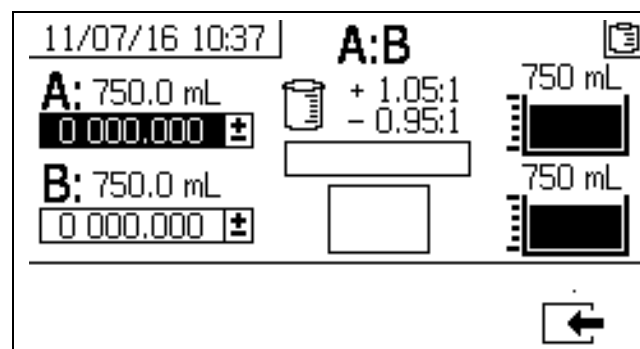 11/07/16 10:37
A:B
A: 750.0 mL
0 000.000 ±
+ 1.05:1
- 0.95:1
750 mL
B: 750.0 mL
0 000.000 ±
750 mL